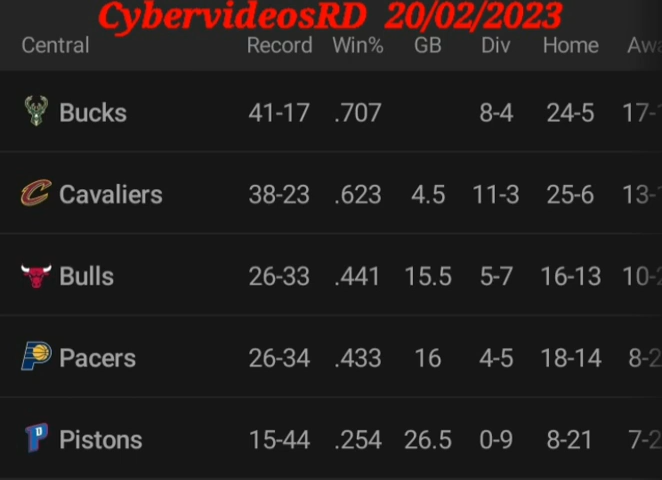 CybervideosRD 20/02/2023
Central Record Win% GB Div Home
Bucks 41-17 .707 8-4 24-5
Cavaliers 38-23 .623 4.5 11-3 25-6
Bulls 26-33 .441 15.5 5-7 16-13
Pacers 26-34 .433 16 4-5 18-14
Pistons 15-44 .254 26.5 0-9 8-21